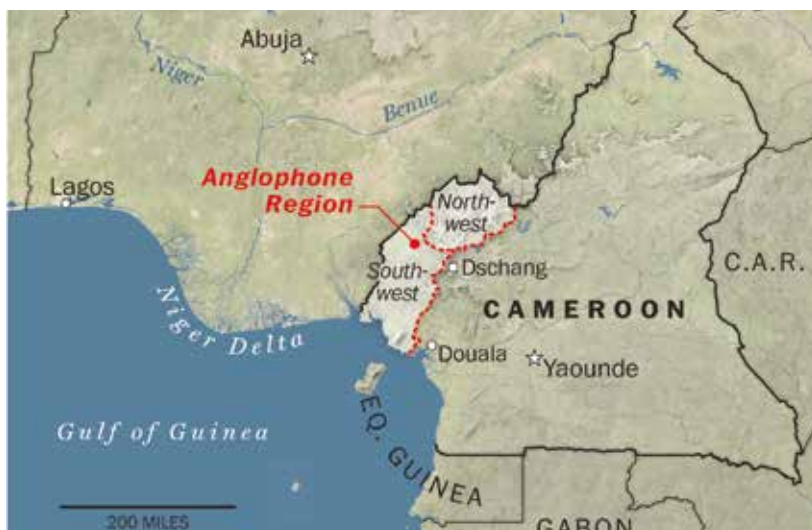 Abuja
Niger
Benue
Lagos
Anglophone
Region
North-
west
South-
west
Dschang
C.A.R.
CAMEROON
Niger Delta
Douala
Yaounde
Gulf of Guinea
EQ. GUINEA
200 MILES
GABON